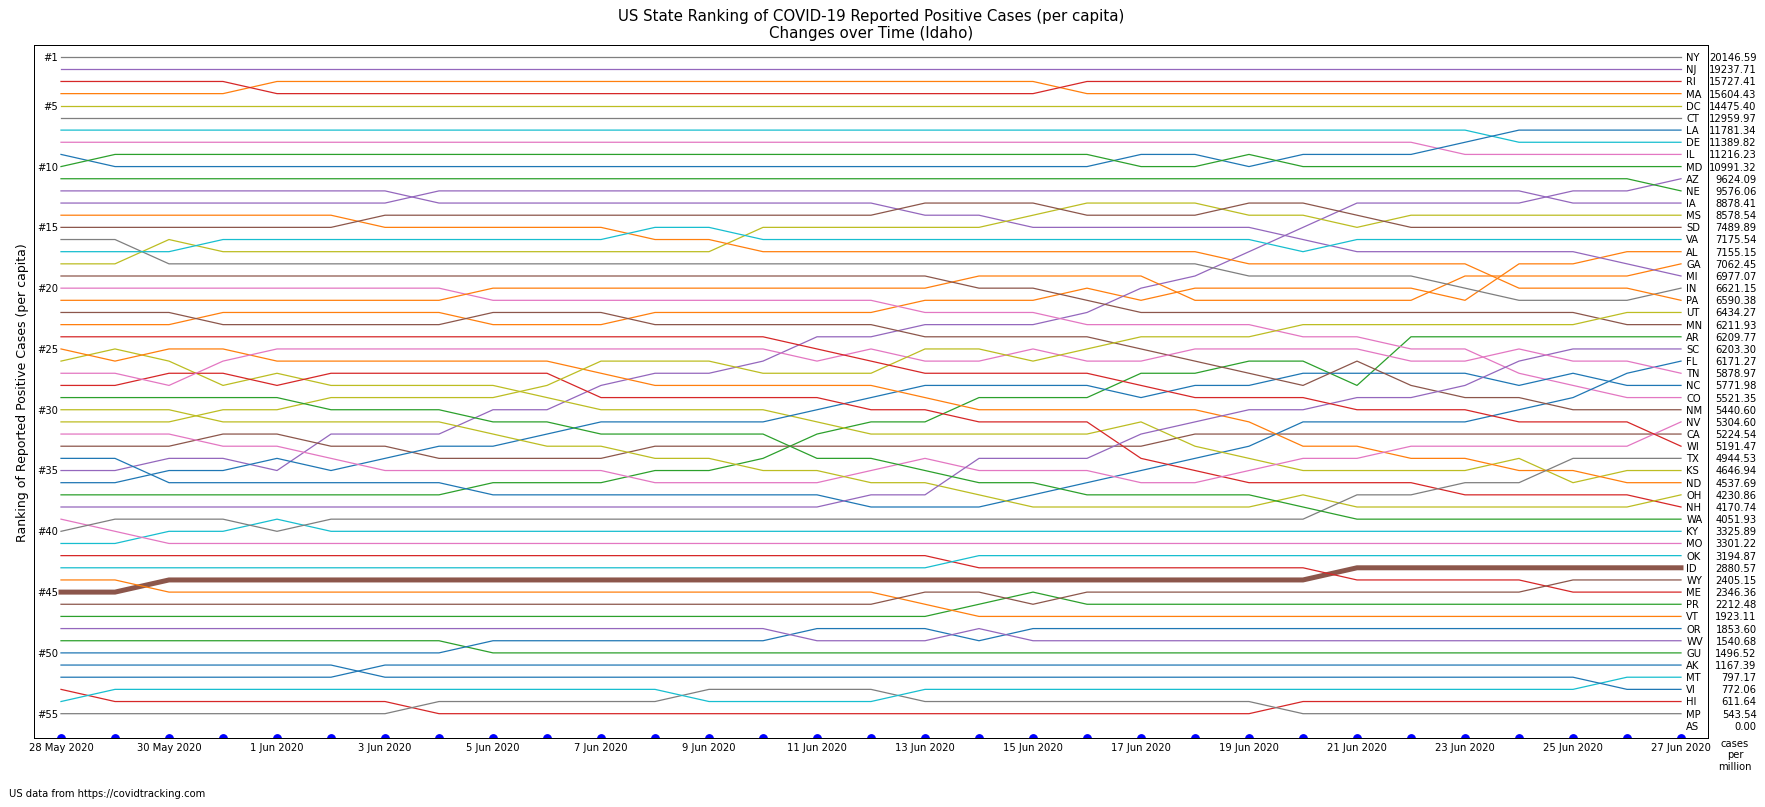 US State Ranking of COVID-19 Reported Positive Cases (per capita)
Changes over Time (Idaho)
Ranking of Reported Positive Cases (per capita)
#1
#5
#10
#15
#20
#25
#30
#35
#40
#45
#50
#55
NY 20146.59
NJ 19237.71
RI 15727.41
MA 15604.43
DC 14475.40
CT 12959.97
LA 11781.34
DE 11389.82
IL 11216.23
MD 10991.32
AZ 9624.09
NE 9576.06
IA 8878.41
MS 8578.54
SD 7489.89
VA 7175.54
AL 7155.15
GA 7062.45
MI 6977.07
IN 6621.15
PA 6590.38
UT 6434.27
MN 6211.93
AR 6209.77
SC 6203.30
FL 6171.27
TN 5878.97
NC 5771.98
CO 5521.35
NM 5440.60
NV 5304.60
CA 5224.54
WI 5191.47
TX 4944.53
KS 4646.94
ND 4537.69
OH 4230.86
NH 4170.74
WA 4051.93
KY 3325.89
MO 3301.22
OK 3194.87
ID 2880.57
WY 2405.15
ME 2346.36
PR 2212.48
VT 1923.11
OR 1853.60
WV 1540.68
GU 1496.52
AK 1167.39
MT 797.17
VI 772.06
HI 611.64
MP 543.54
AS 0.00
28 May 2020 30 May 2020 1 Jun 2020 3 Jun 2020 5 Jun 2020 7 Jun 2020 9 Jun 2020 11 Jun 2020 13 Jun 2020 15 Jun 2020 17 Jun 2020 19 Jun 2020 21 Jun 2020 23 Jun 2020 25 Jun 2020 27 Jun 2020
cases
per
million
US data from https://covidtracking.com